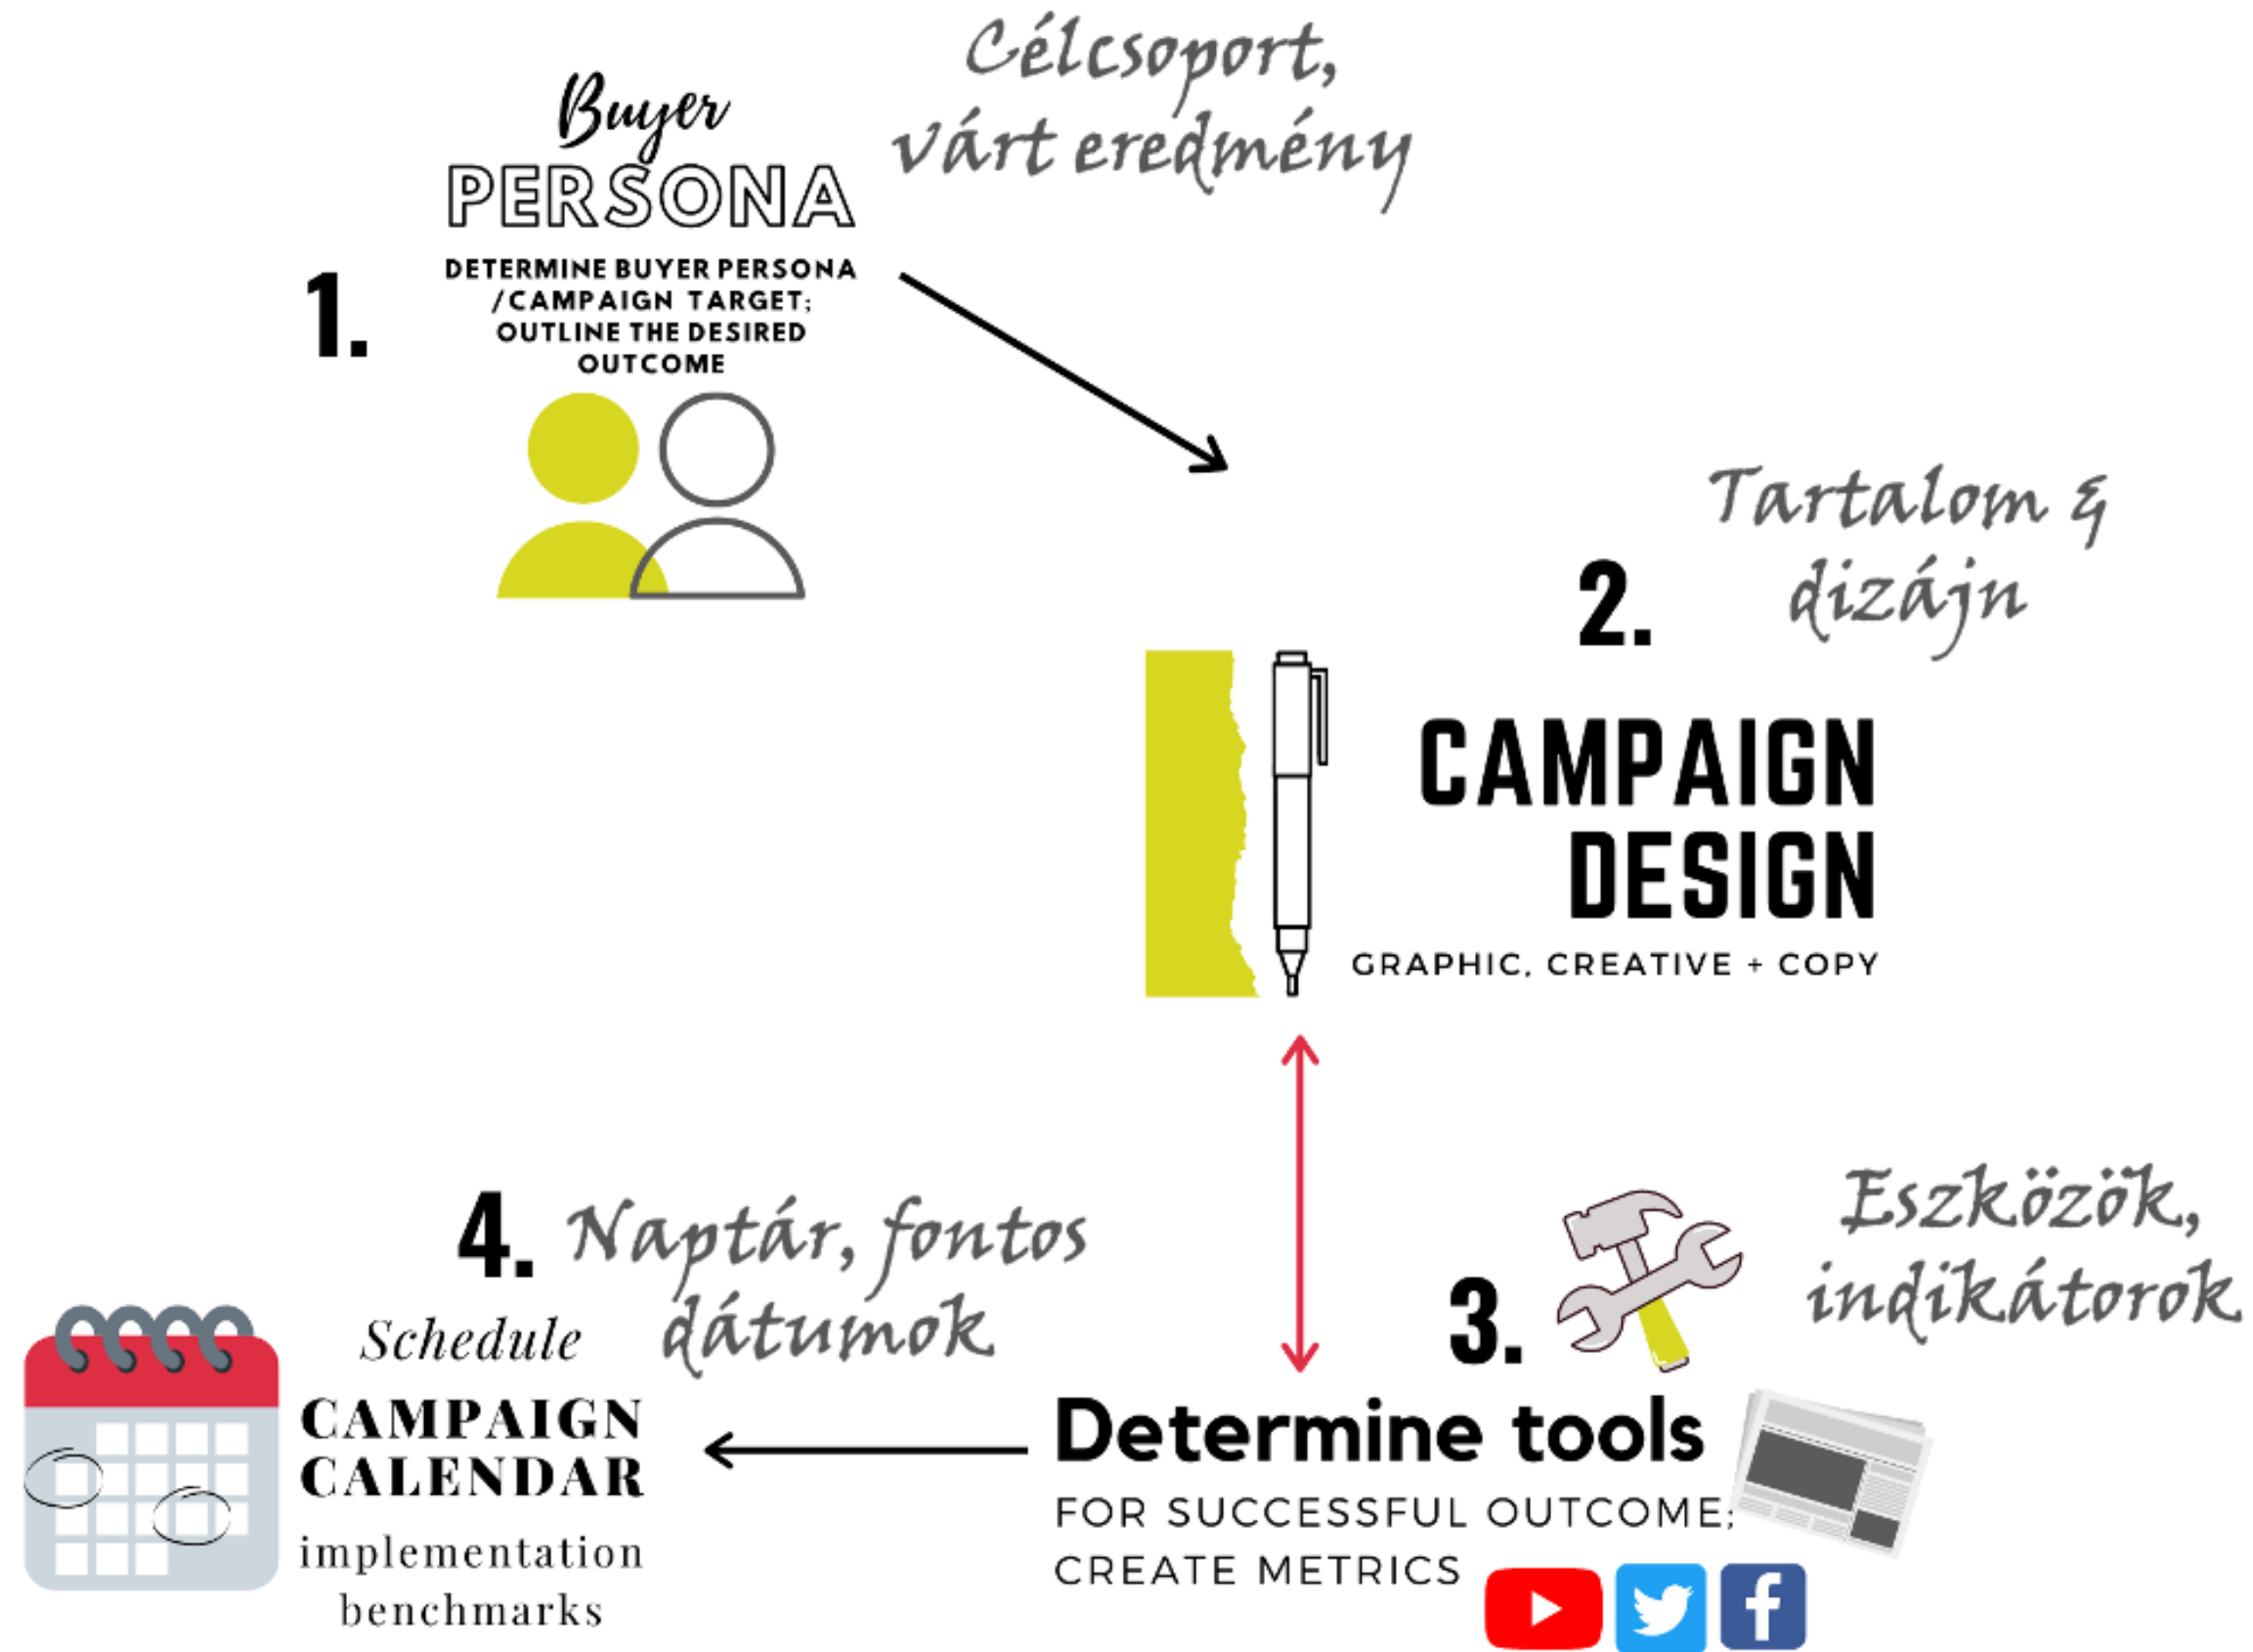 Célcsoport,
várt eredmény
Buyer
PERSONA
1.
DETERMINE BUYER PERSONA
/CAMPAIGN TARGET;
OUTLINE THE DESIRED
OUTCOME
Tartalom &
dizájn
2.
CAMPAIGN
DESIGN
GRAPHIC, CREATIVE + COPY
Eszközök,
indikátorok
3.
Determine tools
FOR SUCCESSFUL OUTCOME;
CREATE METRICS
4.
Naptár, fontos
dátumok
Schedule
CAMPAIGN
CALENDAR
implementation
benchmarks